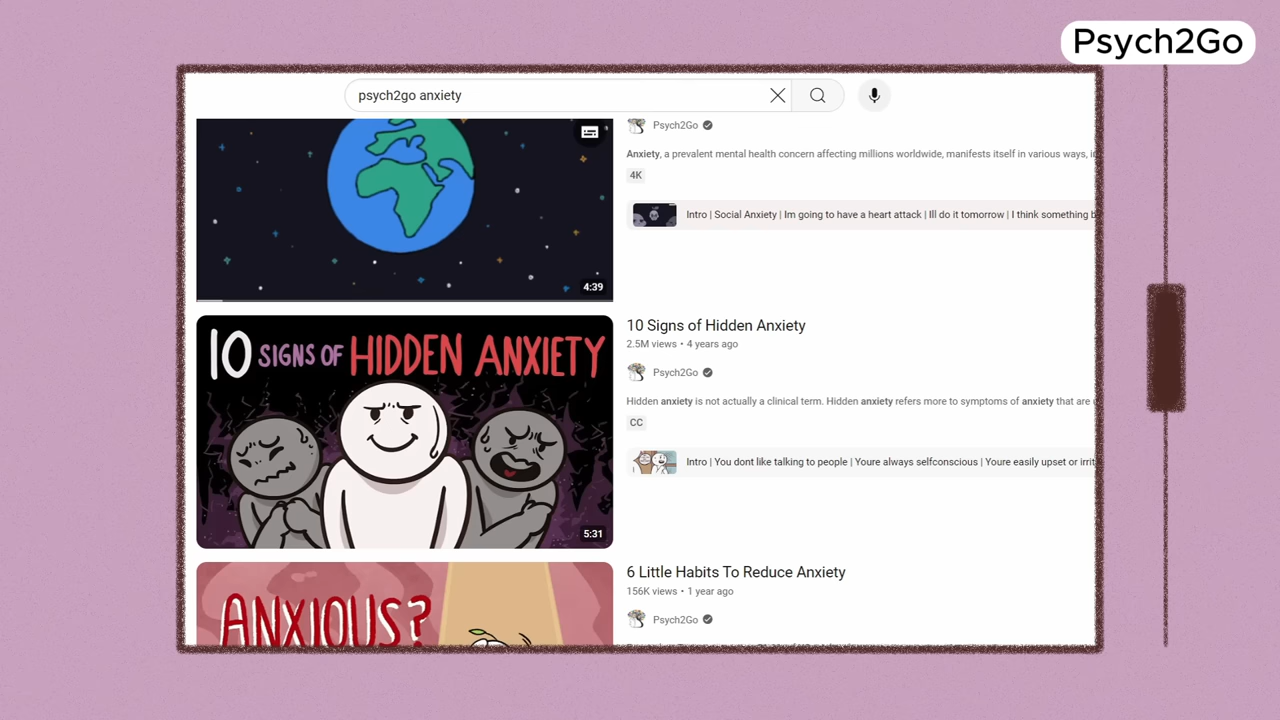 Psych2Go
psych2go anxiety
Psych2Go
Anxiety, a prevalent mental health concern affecting millions worldwide, manifests itself in various ways,
4K
Intro | Social Anxiety | Im going to have a heart attack | Ill do it tomorrow | I think something
4:39
10 SIGNS OF HIDDEN ANXIETY
5:31
10 Signs of Hidden Anxiety
2.5M views • 4 years ago
Psych2Go
Hidden anxiety is not actually a clinical term. Hidden anxiety refers more to symptoms of anxiety that are
CC
Intro | You dont like talking to people | Youre always selfconscious | Youre easily upset or
ANXIOUS?
6 Little Habits To Reduce Anxiety
156K views • 1 year ago
Psych2Go